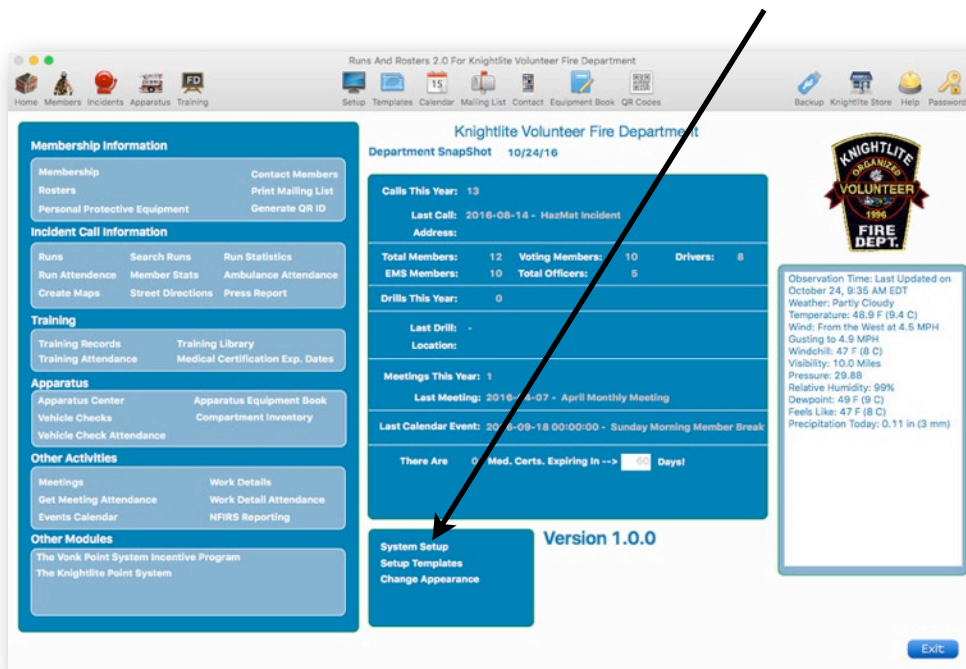 Runs And Rosters 2.0 For Knightlite Volunteer Fire Department
FD
15
Home Members Incidents Apparatus Training
Setup Templates Calendar Mailing List Contact Equipment Book QR Codes
Backup Knightlite Store Help Password
Membership Information
Membership Contact Members
Rosters Print Mailing List
Personal Protective Equipment Generate QR ID
Incident Call Information
Runs Search Runs Run Statistics
Run Attendence Member Stats Ambulance Attendance
Create Maps Street Directions Press Report
Training
Training Records Training Library
Training Attendance Medical Certification Exp. Dates
Apparatus
Apparatus Center Apparatus Equipment Book
Vehicle Checks Compartment Inventory
Vehicle Check Attendance
Other Activities
Meetings Work Details
Get Meeting Attendance Work Detail Attendance
Events Calendar NFIRS Reporting
Other Modules
The Vonk Point System Incentive Program
The Knightlite Point System
Knightlite Volunteer Fire Department
Department SnapShot 10/24/16
Calls This Year: 13
Last Call: 2016-08-14 - HazMat Incident
Address:
Total Members: 12 Voting Members: 10 Drivers: 8
EMS Members: 10 Total Officers: 5
Drills This Year: 0
Last Drill: -
Location:
Meetings This Year: 1
Last Meeting: 2016-04-07 - April Monthly Meeting
Last Calendar Event: 2016-09-18 00:00:00 - Sunday Morning Member Break
There Are 0 Med. Certs. Expiring In --> 60 Days!
System Setup
Setup Templates
Change Appearance
Version 1.0.0
KNIGHTLITE
ORGANIZED
VOLUNTEER
1996
FIRE
DEPT.
Observation Time: Last Updated on
October 24, 9:35 AM EDT
Weather: Partly Cloudy
Temperature: 48.9 F (9.4 C)
Wind: From the West at 4.5 MPH
Gusting to 4.9 MPH
Windchill: 47 F (8 C)
Visibility: 10.0 Miles
Pressure: 29.88
Relative Humidity: 99%
Dewpoint: 49 F (9 C)
Feels Like: 47 F (8 C)
Precipitation Today: 0.11 in (3 mm)
Exit